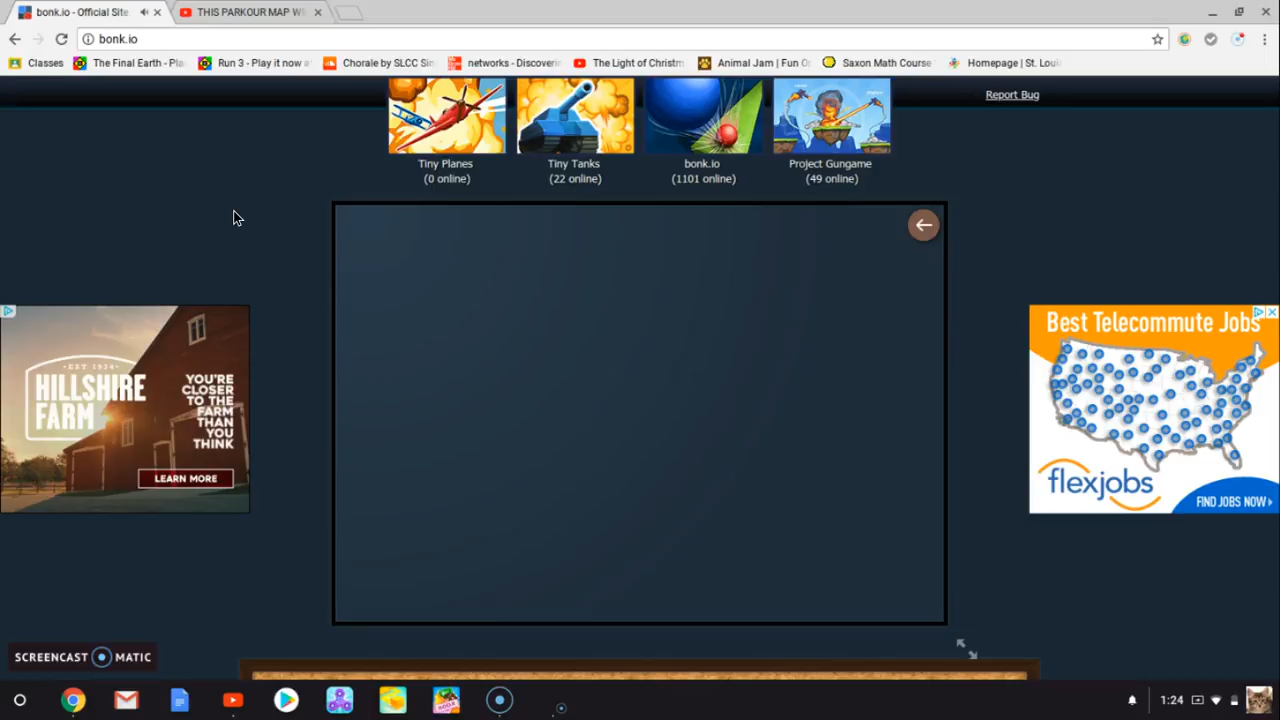 bonk.io - Official Site
THIS PARKOUR MAP W
bonk.io
Classes
The Final Earth - Pla
Run 3 - Play it now a
Chorale by SLCC Sin
networks - Discoveri
The Light of Christm
Animal Jam | Fun O
Saxon Math Course
Homepage | St. Loui
Report Bug
Tiny Planes
(0 online)
Tiny Tanks
(22 online)
bonk.io
(1101 online)
Project Gungame
(49 online)
EST 1934
HILLSHIRE
FARM
YOU'RE
CLOSER
TO THE
FARM
THAN
YOU
THINK
LEARN MORE
Best Telecommute Jobs
flexjobs
FIND JOBS NOW
SCREENCAST MATIC
1:24